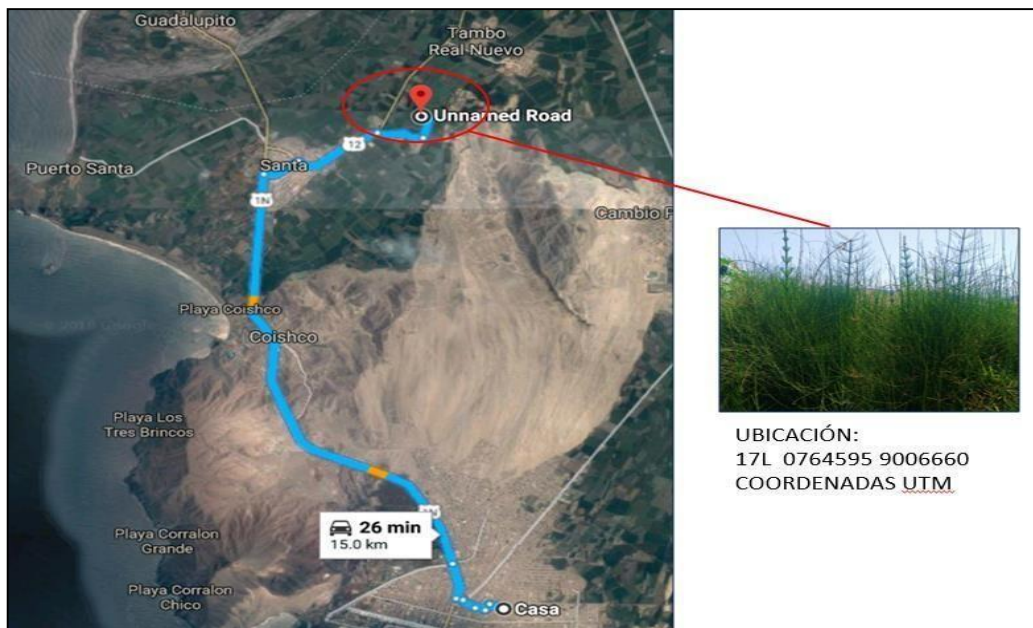 Guadalupito
Tambo
Real Nuevo
Unnamed Road
12
Santa
Puerto Santa
1N
Cambio P
Playa Coishco
Coishco
Playa Los
Tres Brincos
26 min
15.0 km
Playa Corralon
Grande
Playa Corralon
Chico
Casa
UBICACIÓN:
17L 0764595 9006660
COORDENADAS UTM